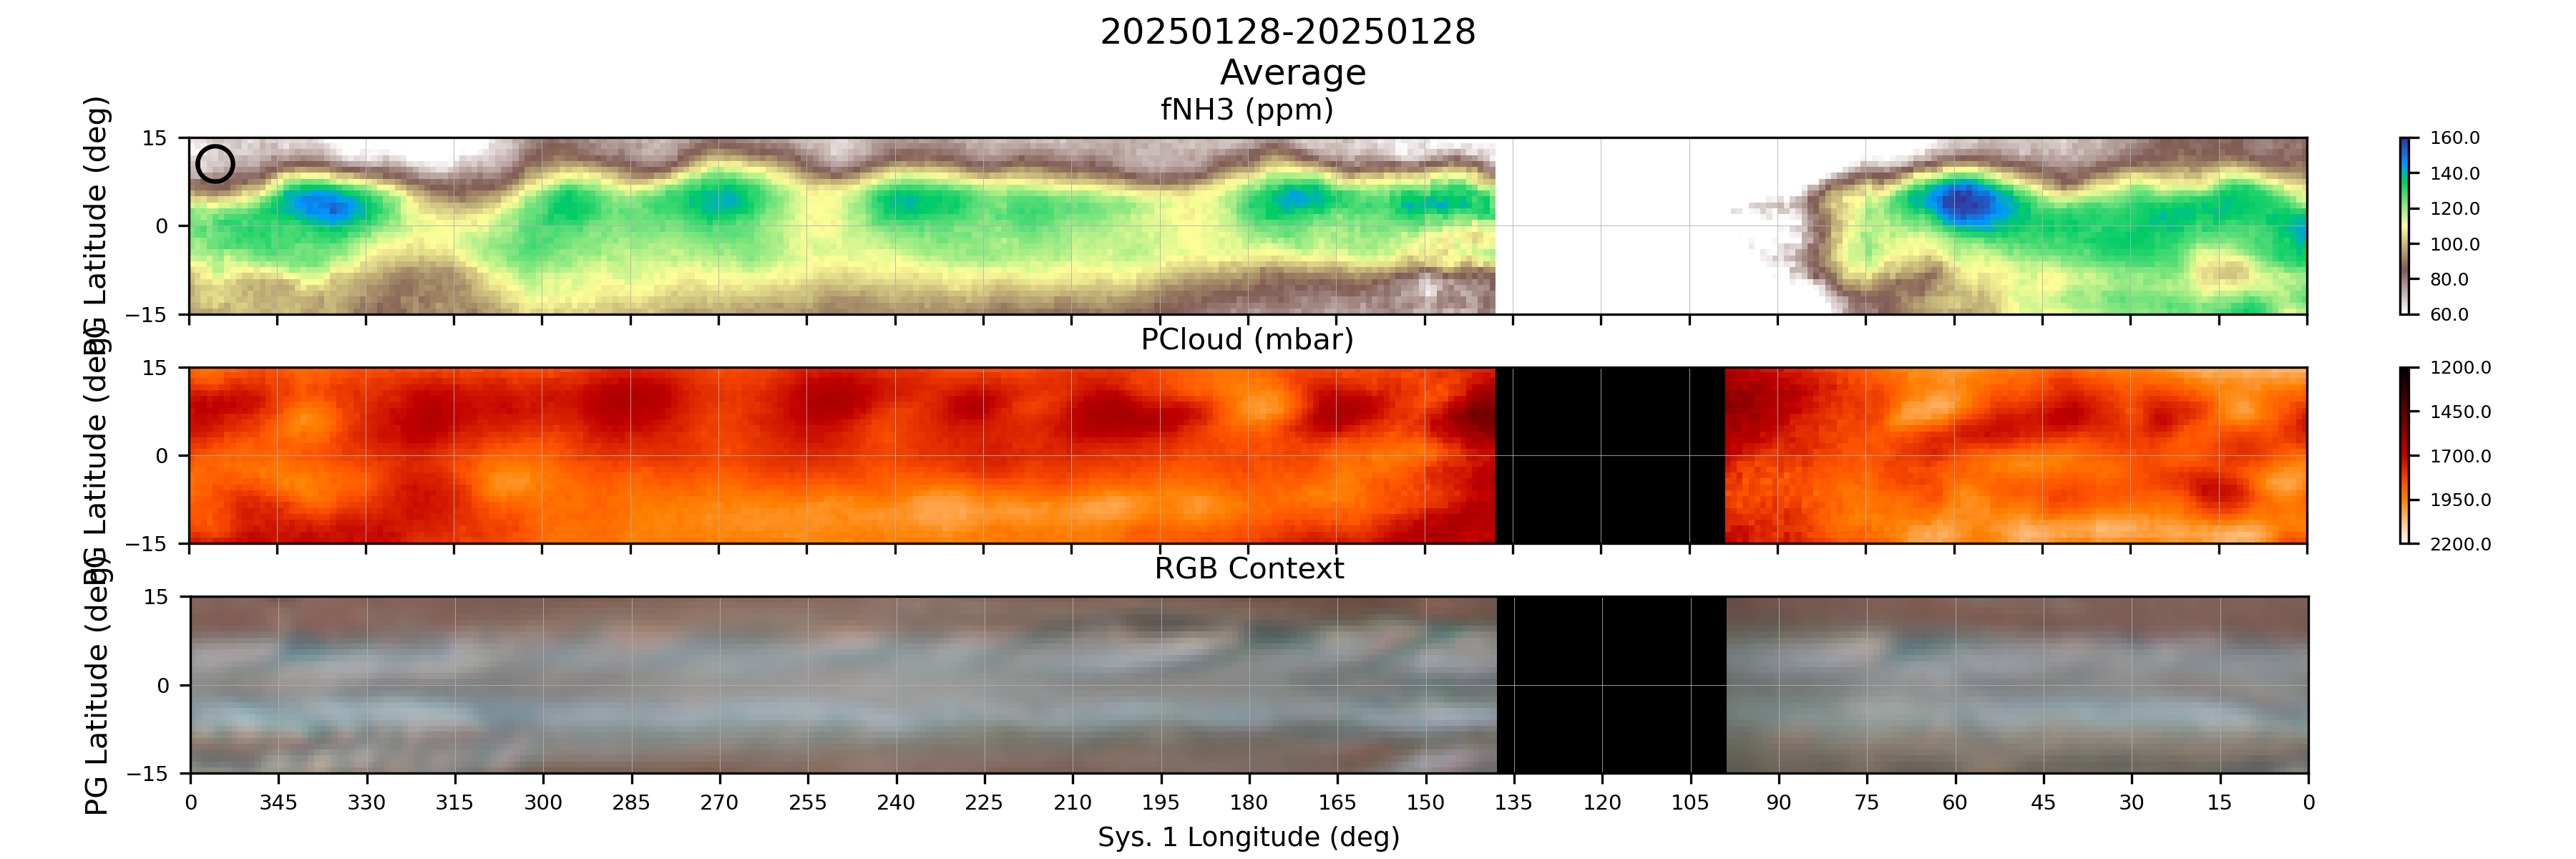 20250128-20250128
Average
fNH3 (ppm)
PG Latitude (deg)
15
0
−15
160.0
140.0
120.0
100.0
80.0
60.0
PCloud (mbar)
PG Latitude (deg)
15
0
−15
1200.0
1450.0
1700.0
1950.0
2200.0
RGB Context
PG Latitude (deg)
15
0
−15
0 345 330 315 300 285 270 255 240 225 210 195 180 165 150 135 120 105 90 75 60 45 30 15 0
Sys. 1 Longitude (deg)